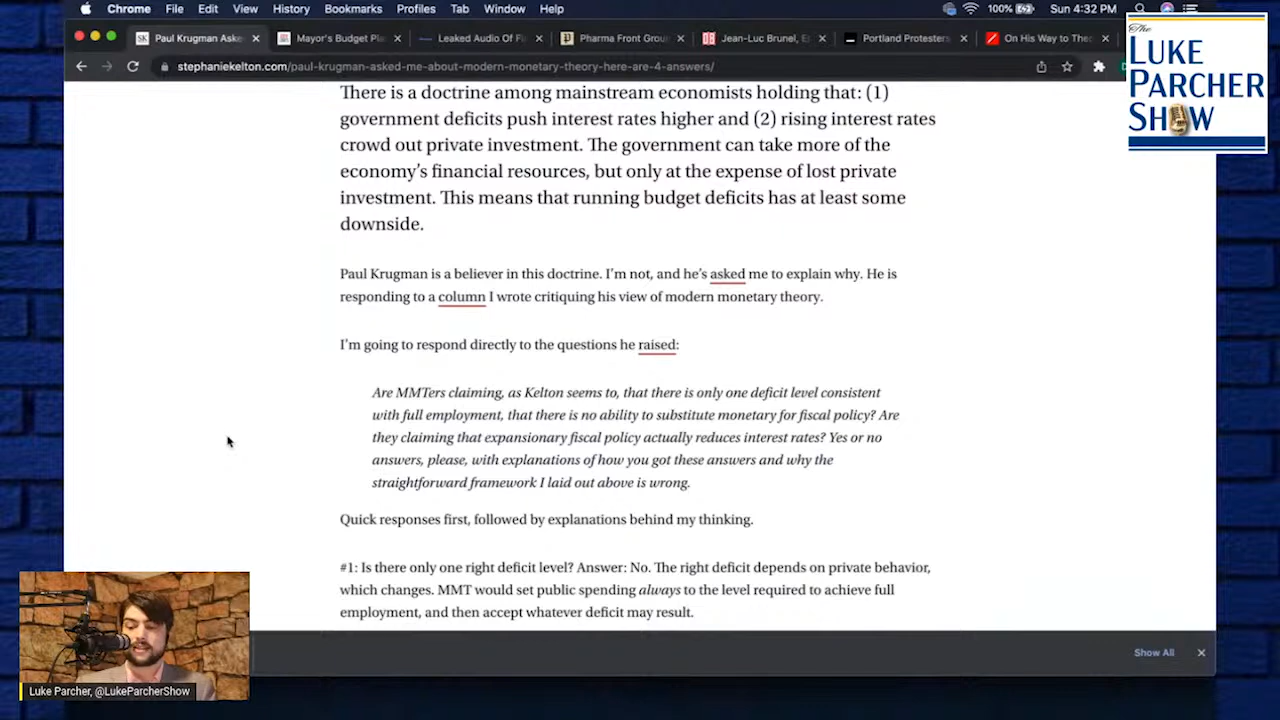 Chrome File Edit View History Bookmarks Profiles Tab Window Help 100% Sun 4:32 PM
SK Paul Krugman Aske Mayor's Budget Pla Leaked Audio Of Fi Pharma Front Grou Jean-Luc Brunel, Portland Protesters On His Way to The
stephaniekelton.com/paul-krugman-asked-me-about-modern-monetary-theory-here-are-4-answers/
The
LUKE
PARCHER
SHOW
There is a doctrine among mainstream economists holding that: (1)
government deficits push interest rates higher and (2) rising interest rates
crowd out private investment. The government can take more of the
economy's financial resources, but only at the expense of lost private
investment. This means that running budget deficits has at least some
downside.
Paul Krugman is a believer in this doctrine. I'm not, and he's asked me to explain why. He is
responding to a column I wrote critiquing his view of modern monetary theory.
I'm going to respond directly to the questions he raised:
Are MMTers claiming, as Kelton seems to, that there is only one deficit level consistent
with full employment, that there is no ability to substitute monetary for fiscal policy? Are
they claiming that expansionary fiscal policy actually reduces interest rates? Yes or no
answers, please, with explanations of how you got these answers and why the
straightforward framework I laid out above is wrong.
Quick responses first, followed by explanations behind my thinking.
#1: Is there only one right deficit level? Answer: No. The right deficit depends on private behavior,
which changes. MMT would set public spending always to the level required to achieve full
employment, and then accept whatever deficit may result.
Show All
Luke Parcher, @LukeParcherShow